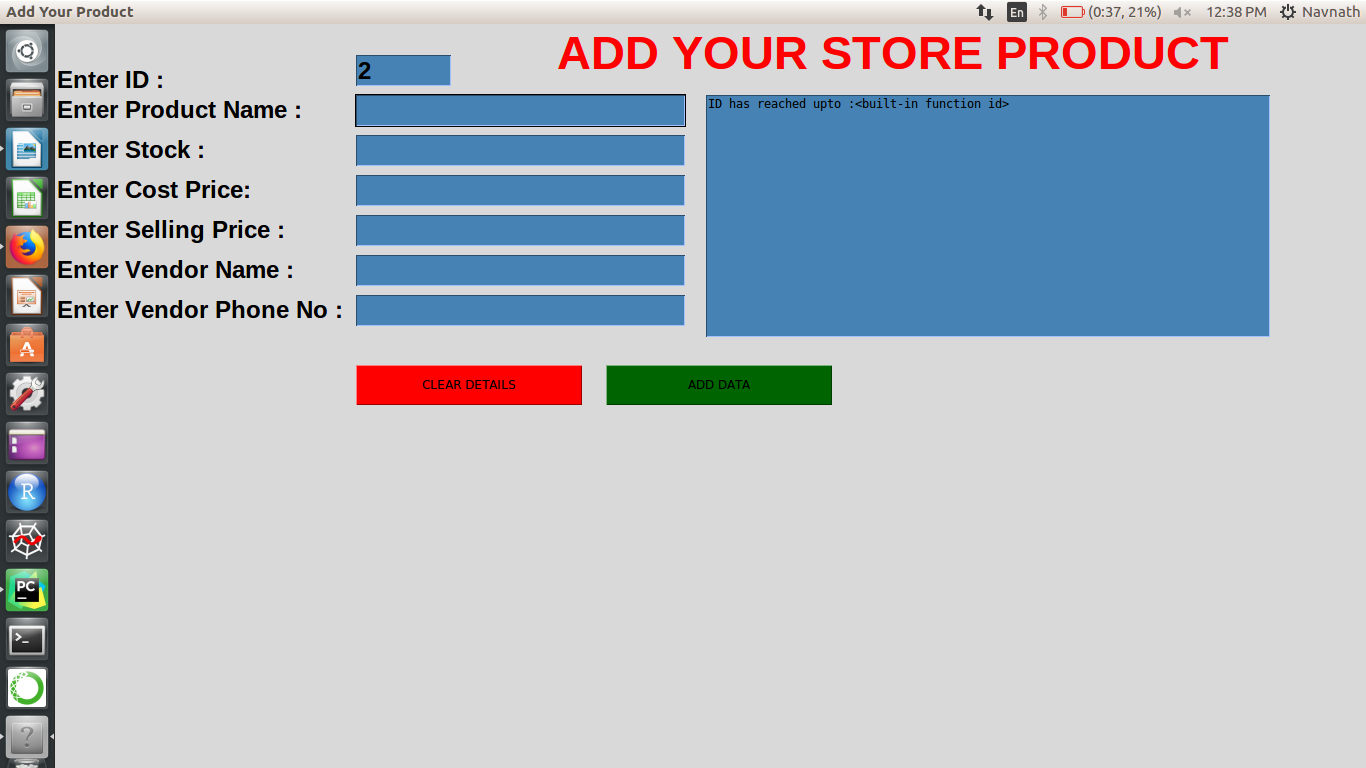 Add Your Product
En (0:37, 21%) 12:38 PM Navnath
ADD YOUR STORE PRODUCT
Enter ID : 2
Enter Product Name :
ID has reached upto :<built-in function id>
Enter Stock :
Enter Cost Price:
Enter Selling Price :
Enter Vendor Name :
Enter Vendor Phone No :
CLEAR DETAILS ADD DATA
A
R
PC
>_
?